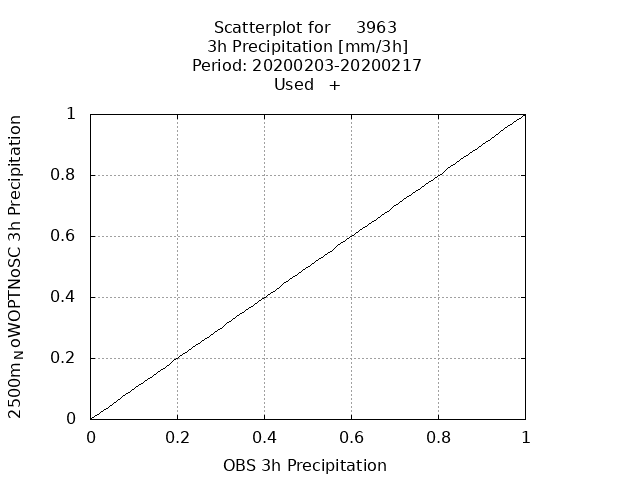 Scatterplot for 3963
3h Precipitation [mm/3h]
Period: 20200203-20200217
Used +
2500m_NoWOPTNoSC 3h Precipitation
1
0.8
0.6
0.4
0.2
0
0 0.2 0.4 0.6 0.8 1
OBS 3h Precipitation